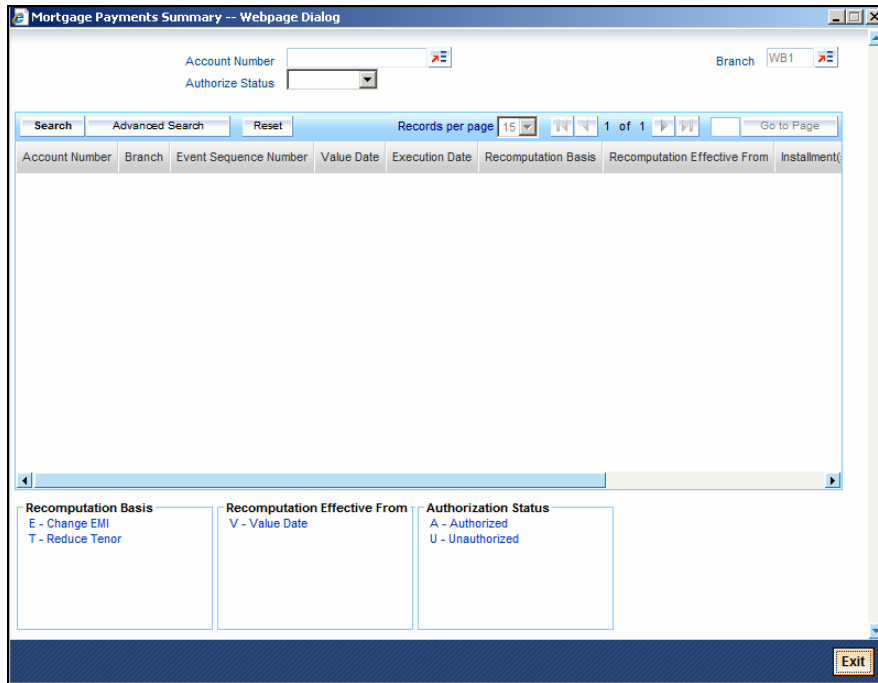 Mortgage Payments Summary -- Webpage Dialog
Account Number
Branch WB1
Authorize Status
Search Advanced Search Reset Records per page 15 1 of 1 Go to Page
Account Number Branch Event Sequence Number Value Date Execution Date Recomputation Basis Recomputation Effective From Installment(
Recomputation Basis
E - Change EMI
T - Reduce Tenor
Recomputation Effective From
V - Value Date
Authorization Status
A - Authorized
U - Unauthorized
Exit